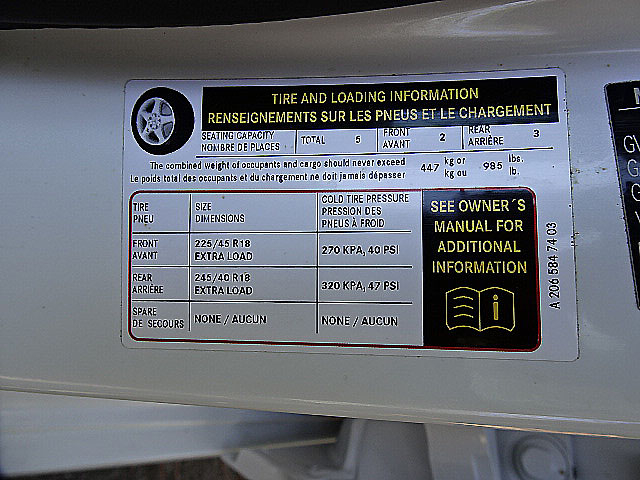 TIRE AND LOADING INFORMATION
RENSEIGNEMENTS SUR LES PNEUS ET LE CHARGEMENT
SEATING CAPACITY
NOMBRE DE PLACES
TOTAL 5
FRONT
AVANT
2
REAR
ARRIÈRE
3
The combined weight of occupants and cargo should never exceed
Le poids total des occupants et du chargement ne doit jamais dépasser
447 kg or
kg ou
985 lbs.
lb.
TIRE
PNEU
SIZE
DIMENSIONS
COLD TIRE PRESSURE
PRESSION DES
PNEUS À FROID
FRONT
AVANT
225/45 R18
EXTRA LOAD
270 KPA, 40 PSI
REAR
ARRIÈRE
245/40 R18
EXTRA LOAD
320 KPA, 47 PSI
SPARE
DE SECOURS
NONE / AUCUN
NONE / AUCUN
SEE OWNER´S
MANUAL FOR
ADDITIONAL
INFORMATION
i
A 206 584 74 03